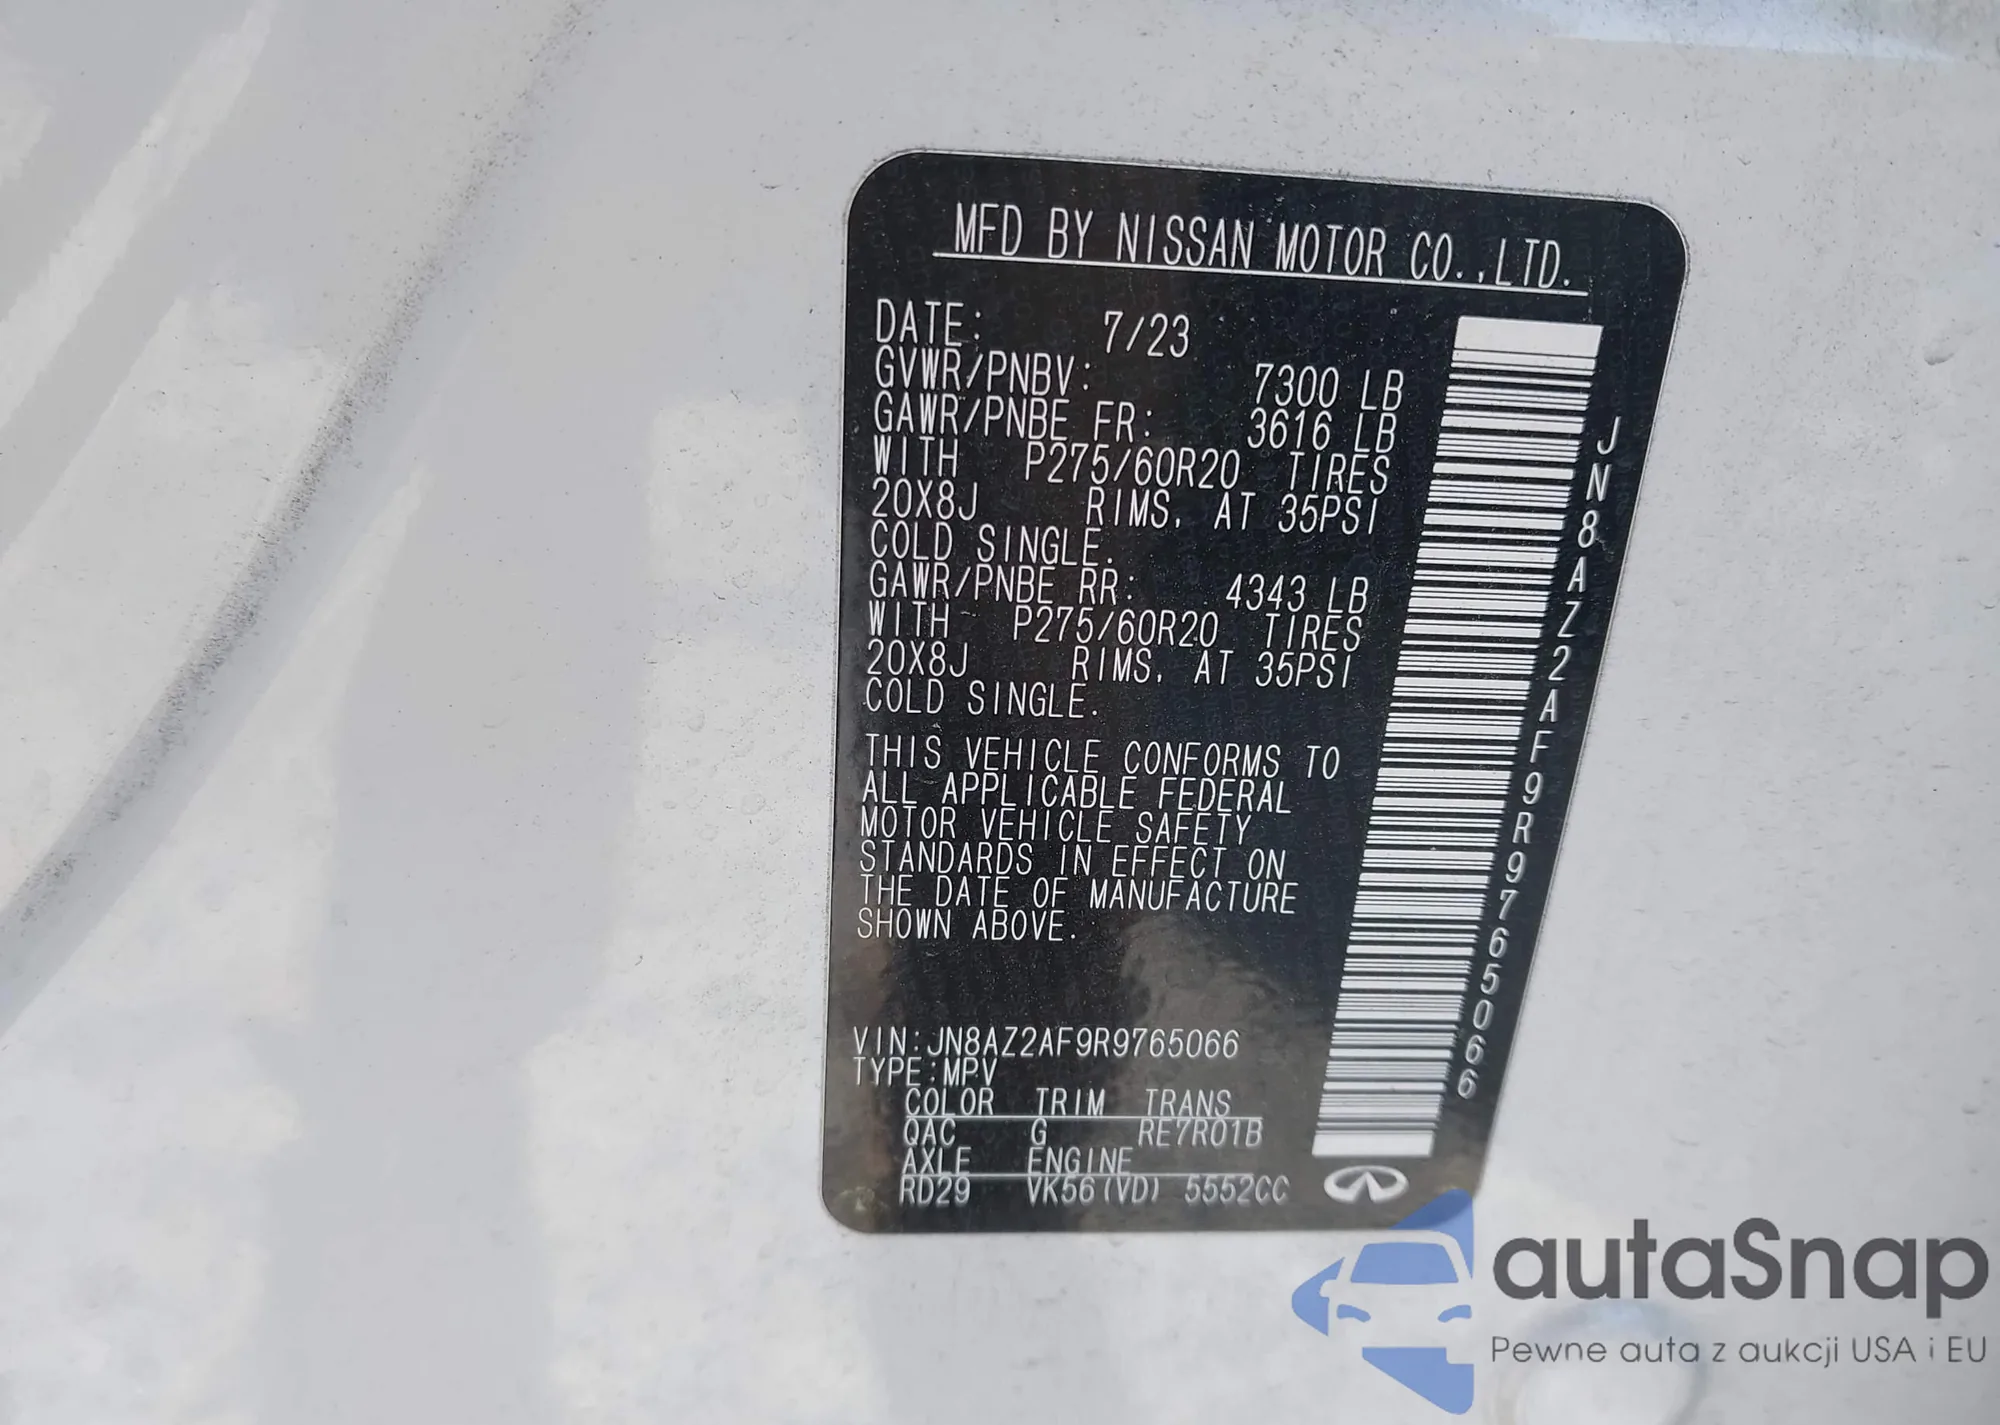 MFD BY NISSAN MOTOR CO.,LTD.
DATE: 7/23
GVWR/PNBV: 7300 LB
GAWR/PNBE FR: 3616 LB
WITH P275/60R20 TIRES
20X8J RIMS, AT 35PSI
COLD SINGLE.
GAWR/PNBE RR: 4343 LB
WITH P275/60R20 TIRES
20X8J RIMS, AT 35PSI
COLD SINGLE.
THIS VEHICLE CONFORMS TO
ALL APPLICABLE FEDERAL
MOTOR VEHICLE SAFETY
STANDARDS IN EFFECT ON
THE DATE OF MANUFACTURE
SHOWN ABOVE.
VIN:JN8AZ2AF9R9765066
TYPE:MPV
COLOR TRIM TRANS
QAC G RE7R01B
AXLE ENGINE
RD29 VK56(VD) 5552CC
JN8AZ2AF9R9765066
autaSnap
Pewne auta z aukcji USA i EU